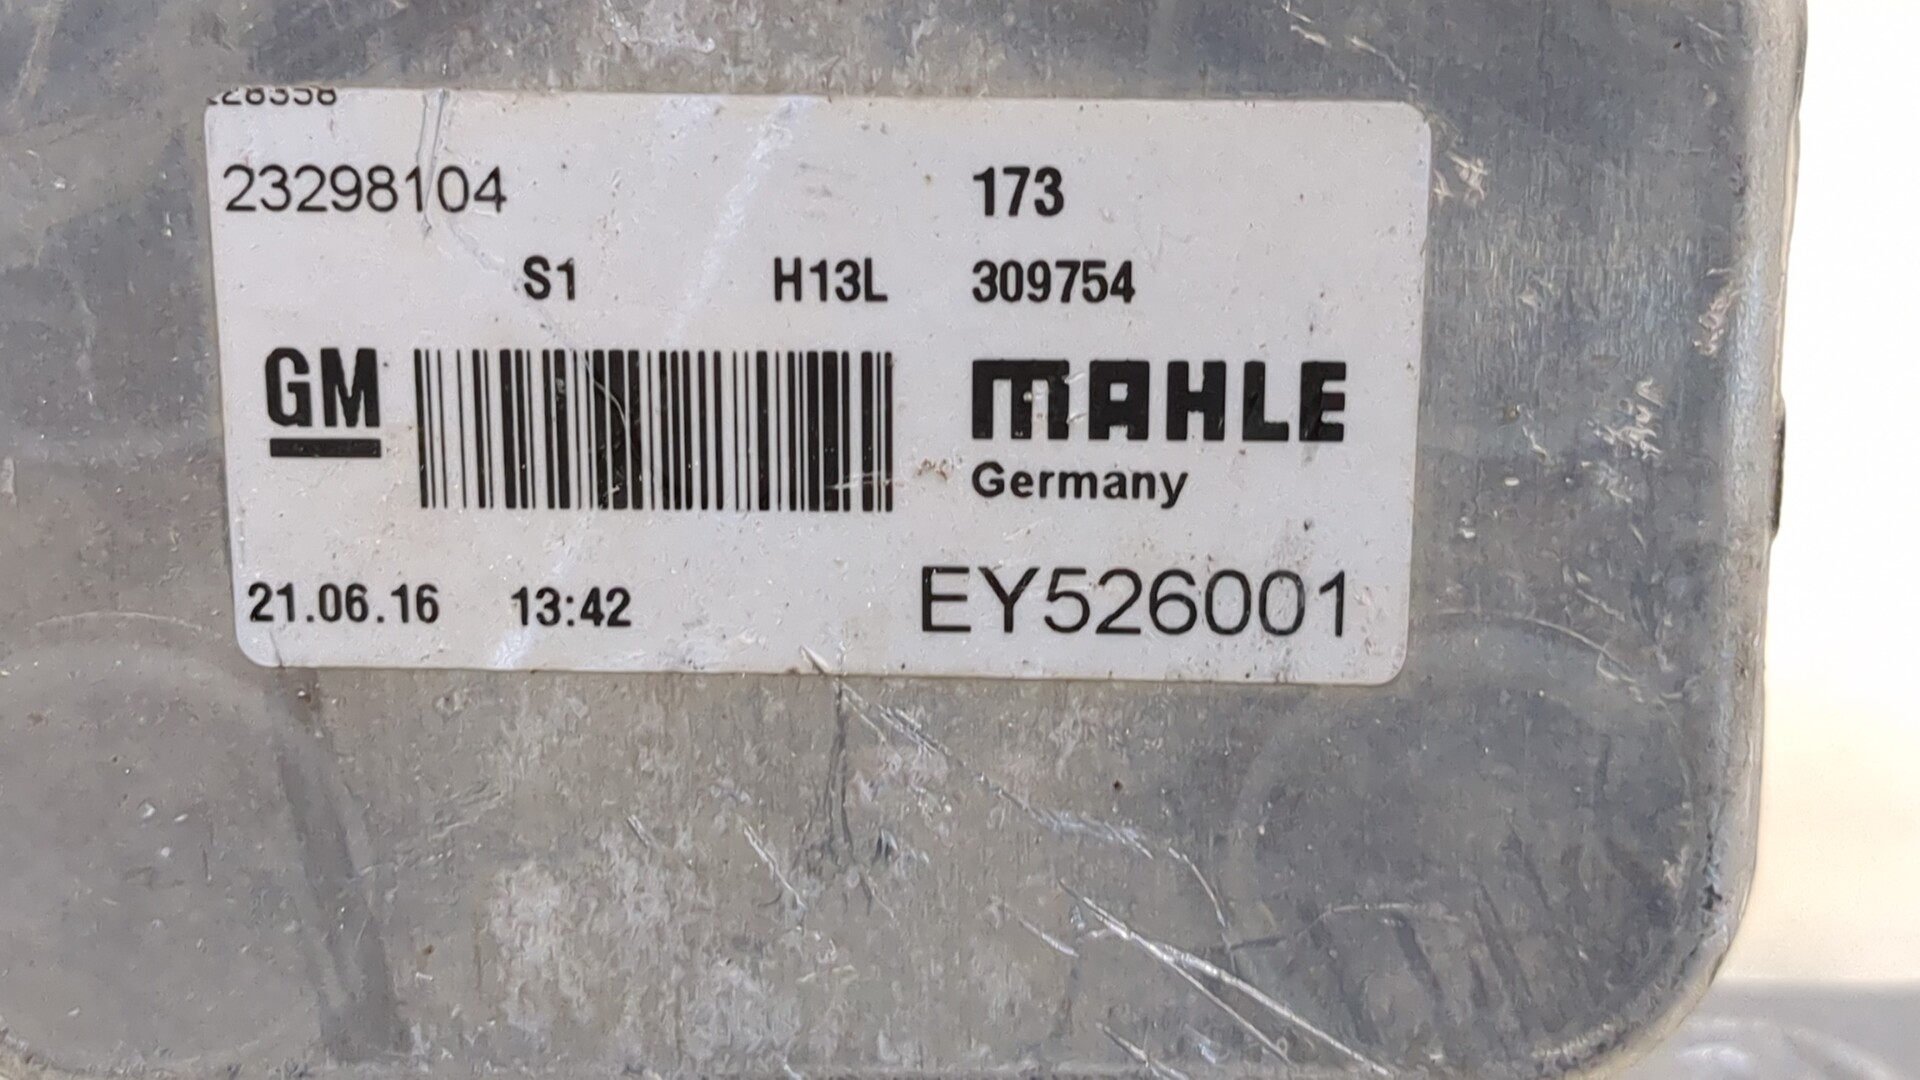 23298104 173
S1 H13L 309754
GM MAHLE
Germany
21.06.16 13:42 EY526001